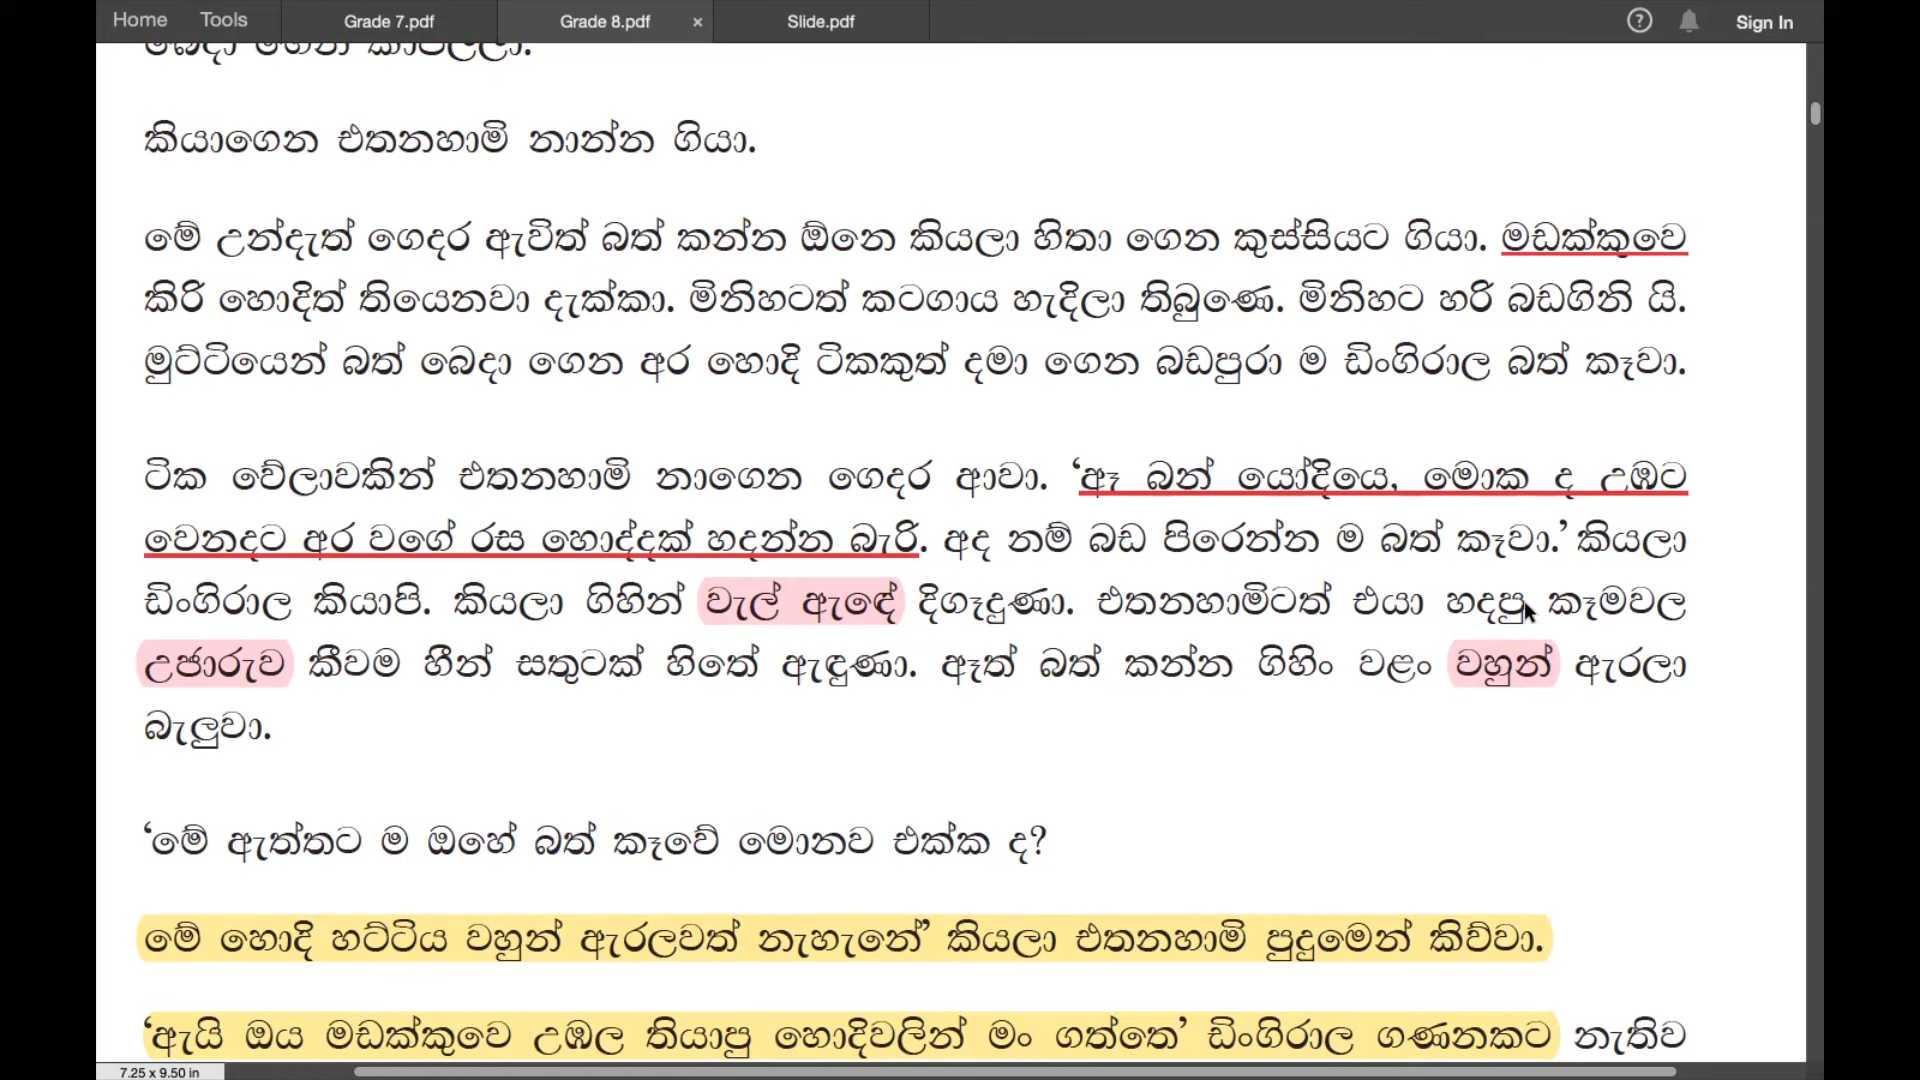 Home Tools Grade 7.pdf Grade 8.pdf × Slide.pdf ? Sign In
බෙදා ගෙන කාපල්ලා.
කියාගෙන එතනහාමි නාන්න ගියා.
මේ උන්දැත් ගෙදර ඇවිත් බත් කන්න ඕනෙ කියලා හිතා ගෙන කුස්සියට ගියා. මඩක්කුවෙ
කිරි හොදිත් තියෙනවා දැක්කා. මිනිහටත් කටගාය හැදිලා තිබුණෙ. මිනිහට හරි බඩගිනි යි.
මුට්ටියෙන් බත් බෙදා ගෙන අර හොදි ටිකකුත් දමා ගෙන බඩපුරා ම ඩිංගිරාල බත් කෑවා.
ටික වේලාවකින් එතනහාමි නාගෙන ගෙදර ආවා. ‘ඈ බන් යෝදියෙ, මොක ද උඹට
වෙනදට අර වගේ රස හොද්දක් හදන්න බැරි. අද නම් බඩ පිරෙන්න ම බත් කෑවා.’ කියලා
ඩිංගිරාල කියාපි. කියලා ගිහින් වැල් ඇඳේ දිගෑදුණා. එතනහාමිටත් එයා හදපු කෑමවල
උජාරුව කීවම හීන් සතුටක් හිතේ ඇඳුණා. ඈත් බත් කන්න ගිහිං වළං වහුන් ඇරලා
බැලුවා.
‘මේ ඇත්තට ම ඔහේ බත් කෑවේ මොනව එක්ක ද?
මේ හොදි හට්ටිය වහුන් ඇරලවත් නැහැනේ’ කියලා එතනහාමි පුදුමෙන් කිව්වා.
‘ඇයි ඔය මඩක්කුවෙ උඹල තියාපු හොදිවලින් මං ගත්තෙ’ ඩිංගිරාල ගණනකට නැතිව
7.25 x 9.50 in